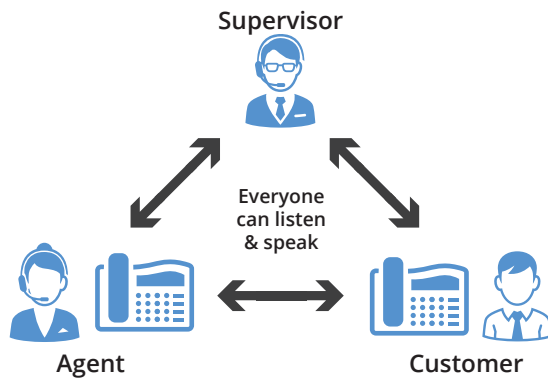 Supervisor
Everyone
can listen
& speak
Agent
Customer